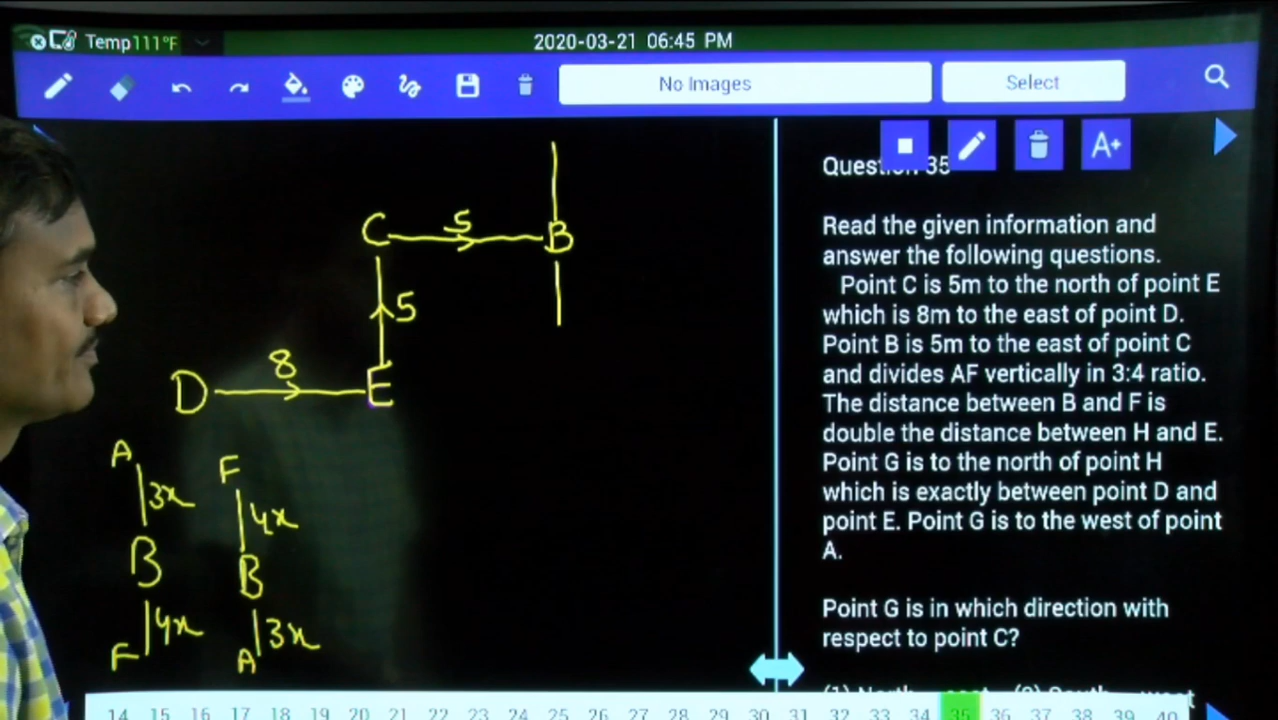 Temp111°F
2020-03-21 06:45 PM
No Images
Select
A+
C 5 B
5
D 8 E
A
3x
B
4x
F
F
4x
B
3x
A
35
Read the given information and
answer the following questions.
Point C is 5m to the north of point E
which is 8m to the east of point D.
Point B is 5m to the east of point C
and divides AF vertically in 3:4 ratio.
The distance between B and F is
double the distance between H and E.
Point G is to the north of point H
which is exactly between point D and
point E. Point G is to the west of point
A.
Point G is in which direction with
respect to point C?
14 15 16 17 18 19 20 21 22 23 24 25 26 27 28 29 30 31 32 33 34 35 36 37 38 39 40